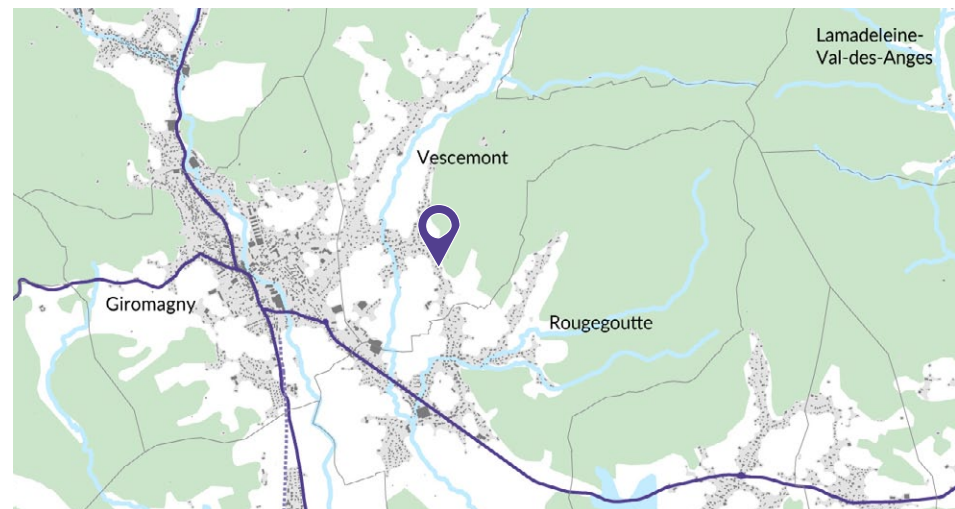 Lamadeleine-
Val-des-Anges
Vescemont
Giromagny
Rougegoutte